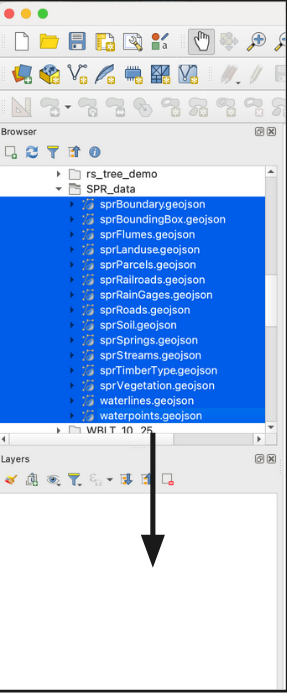 Browser
rs_tree_demo
SPR_data
sprBoundary.geojson
sprBoundingBox.geojson
sprFlumes.geojson
sprLanduse.geojson
sprParcels.geojson
sprRailroads.geojson
sprRainGages.geojson
sprRoads.geojson
sprSoil.geojson
sprSprings.geojson
sprStreams.geojson
sprTimberType.geojson
sprVegetation.geojson
waterlines.geojson
waterpoints.geojson
WBLT_10_25
Layers